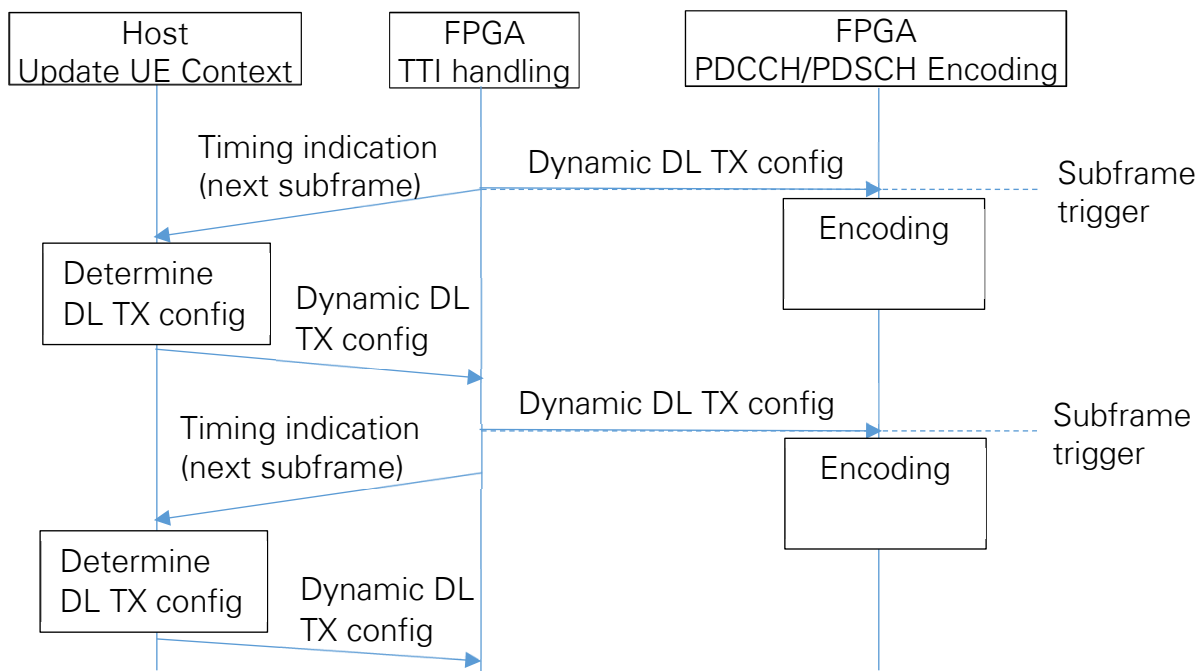 Host
Update UE Context
FPGA
TTI handling
FPGA
PDCCH/PDSCH Encoding
Timing indication
(next subframe)
Dynamic DL TX config
Subframe
trigger
Encoding
Determine
DL TX config
Dynamic DL
TX config
Dynamic DL TX config
Subframe
trigger
Timing indication
(next subframe)
Encoding
Determine
DL TX config
Dynamic DL
TX config